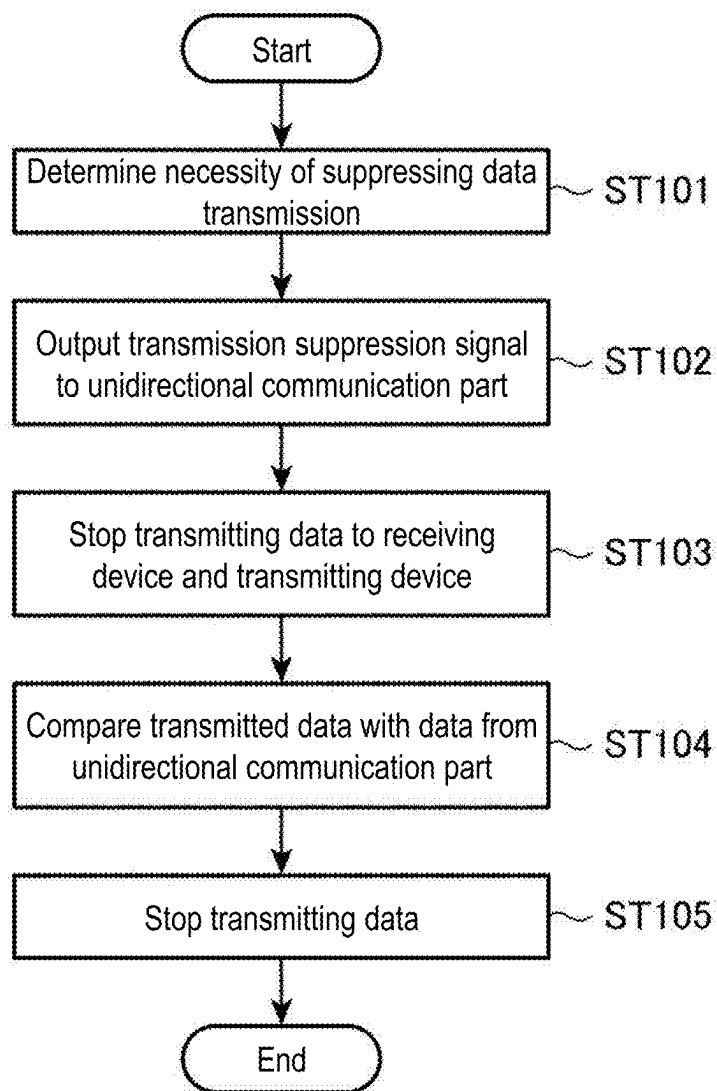 Start
Determine necessity of suppressing data
transmission
ST101
Output transmission suppression signal
to unidirectional communication part
ST102
Stop transmitting data to receiving
device and transmitting device
ST103
Compare transmitted data with data from
unidirectional communication part
ST104
Stop transmitting data
ST105
End